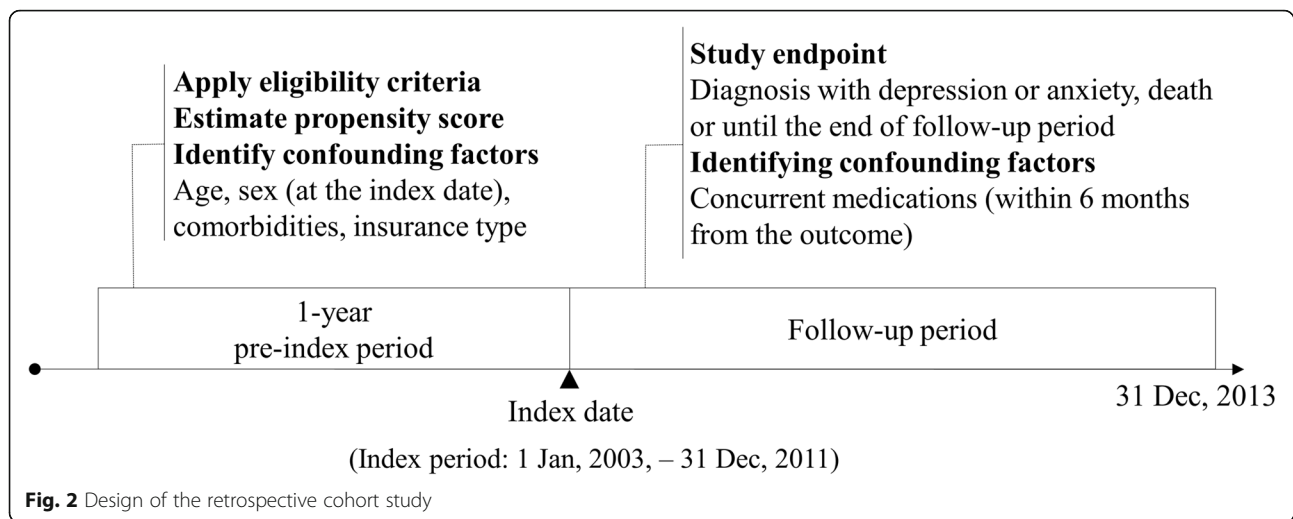 Apply eligibility criteria
Estimate propensity score
Identify confounding factors
Age, sex (at the index date),
comorbidities, insurance type
Study endpoint
Diagnosis with depression or anxiety, death
or until the end of follow-up period
Identifying confounding factors
Concurrent medications (within 6 months
from the outcome)
1-year
pre-index period
Follow-up period
Index date
31 Dec, 2013
(Index period: 1 Jan, 2003, – 31 Dec, 2011)
Fig. 2 Design of the retrospective cohort study